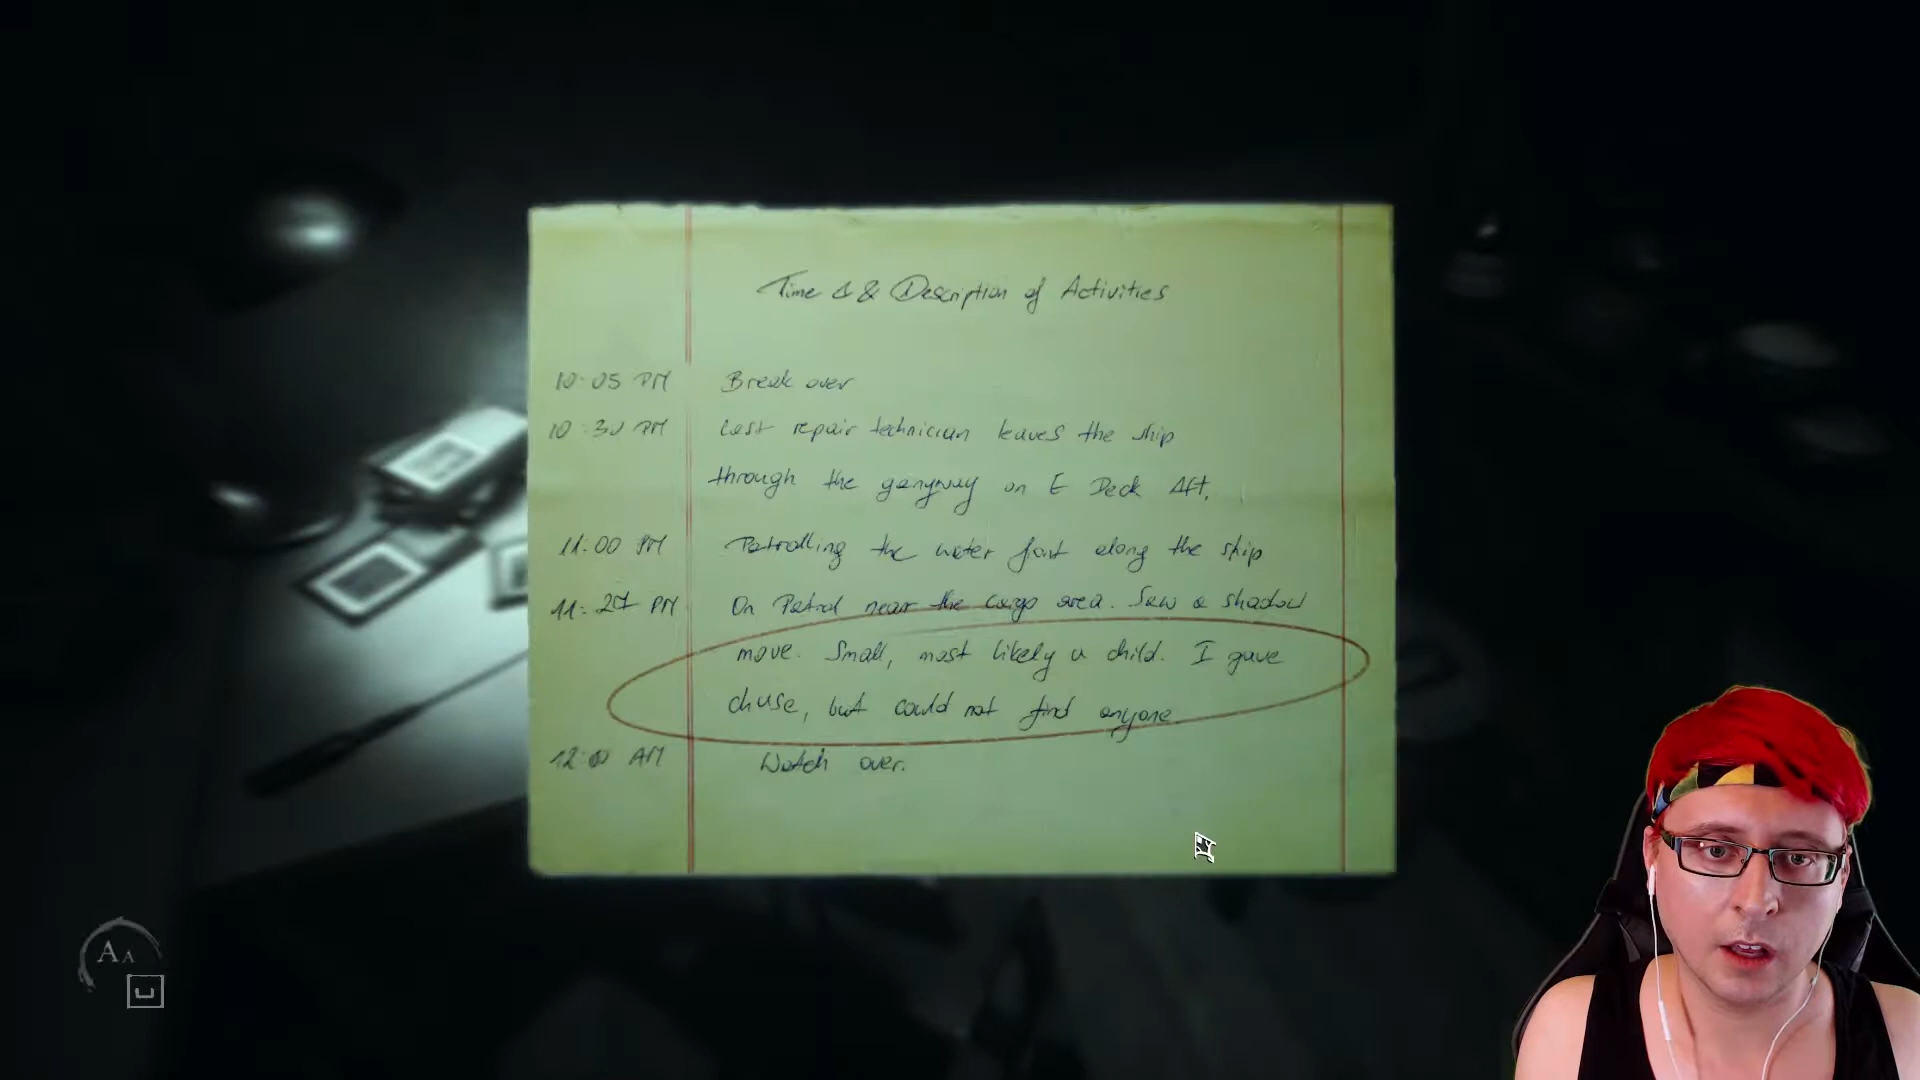 Time & Description of Activities
10:05 PM Break over
10:30 PM Last repair technician leaves the ship
through the gangway on E Deck Aft.
11:00 PM Patrolling the water font along the ship
11:27 PM On Patrol near the cargo area. Saw a shadow
move. Small, most likely a child. I gave
chase, but could not find anyone.
12:00 AM Watch over.
AA